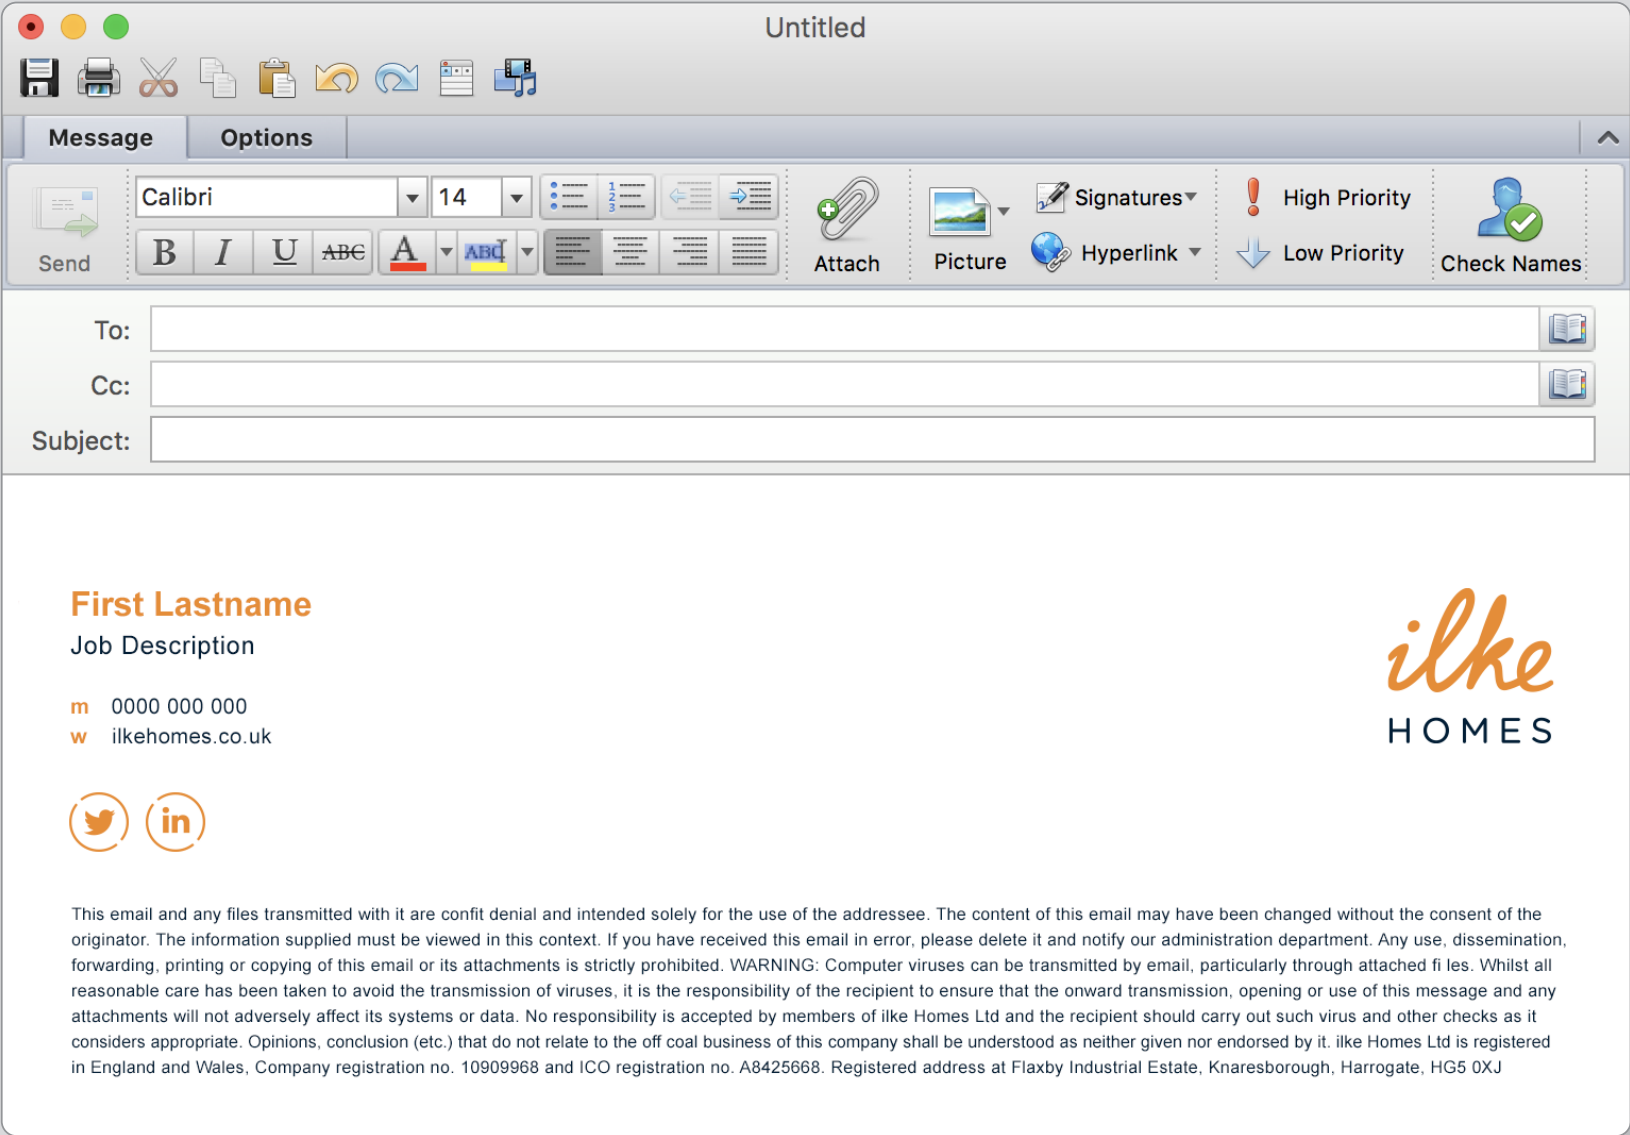 Untitled
Message Options
Calibri 14
Signatures High Priority
B I U ABC A ABC
Hyperlink Low Priority
Send Attach Picture Check Names
To:
Cc:
Subject:
First Lastname
Job Description
m 0000 000 000
w ilkehomes.co.uk
ilke
HOMES
in
This email and any files transmitted with it are confit denial and intended solely for the use of the addressee. The content of this email may have been changed without the consent of the
originator. The information supplied must be viewed in this context. If you have received this email in error, please delete it and notify our administration department. Any use, dissemination,
forwarding, printing or copying of this email or its attachments is strictly prohibited. WARNING: Computer viruses can be transmitted by email, particularly through attached fi les. Whilst all
reasonable care has been taken to avoid the transmission of viruses, it is the responsibility of the recipient to ensure that the onward transmission, opening or use of this message and any
attachments will not adversely affect its systems or data. No responsibility is accepted by members of ilke Homes Ltd and the recipient should carry out such virus and other checks as it
considers appropriate. Opinions, conclusion (etc.) that do not relate to the off coal business of this company shall be understood as neither given nor endorsed by it. ilke Homes Ltd is registered
in England and Wales, Company registration no. 10909968 and ICO registration no. A8425668. Registered address at Flaxby Industrial Estate, Knaresborough, Harrogate, HG5 0XJ